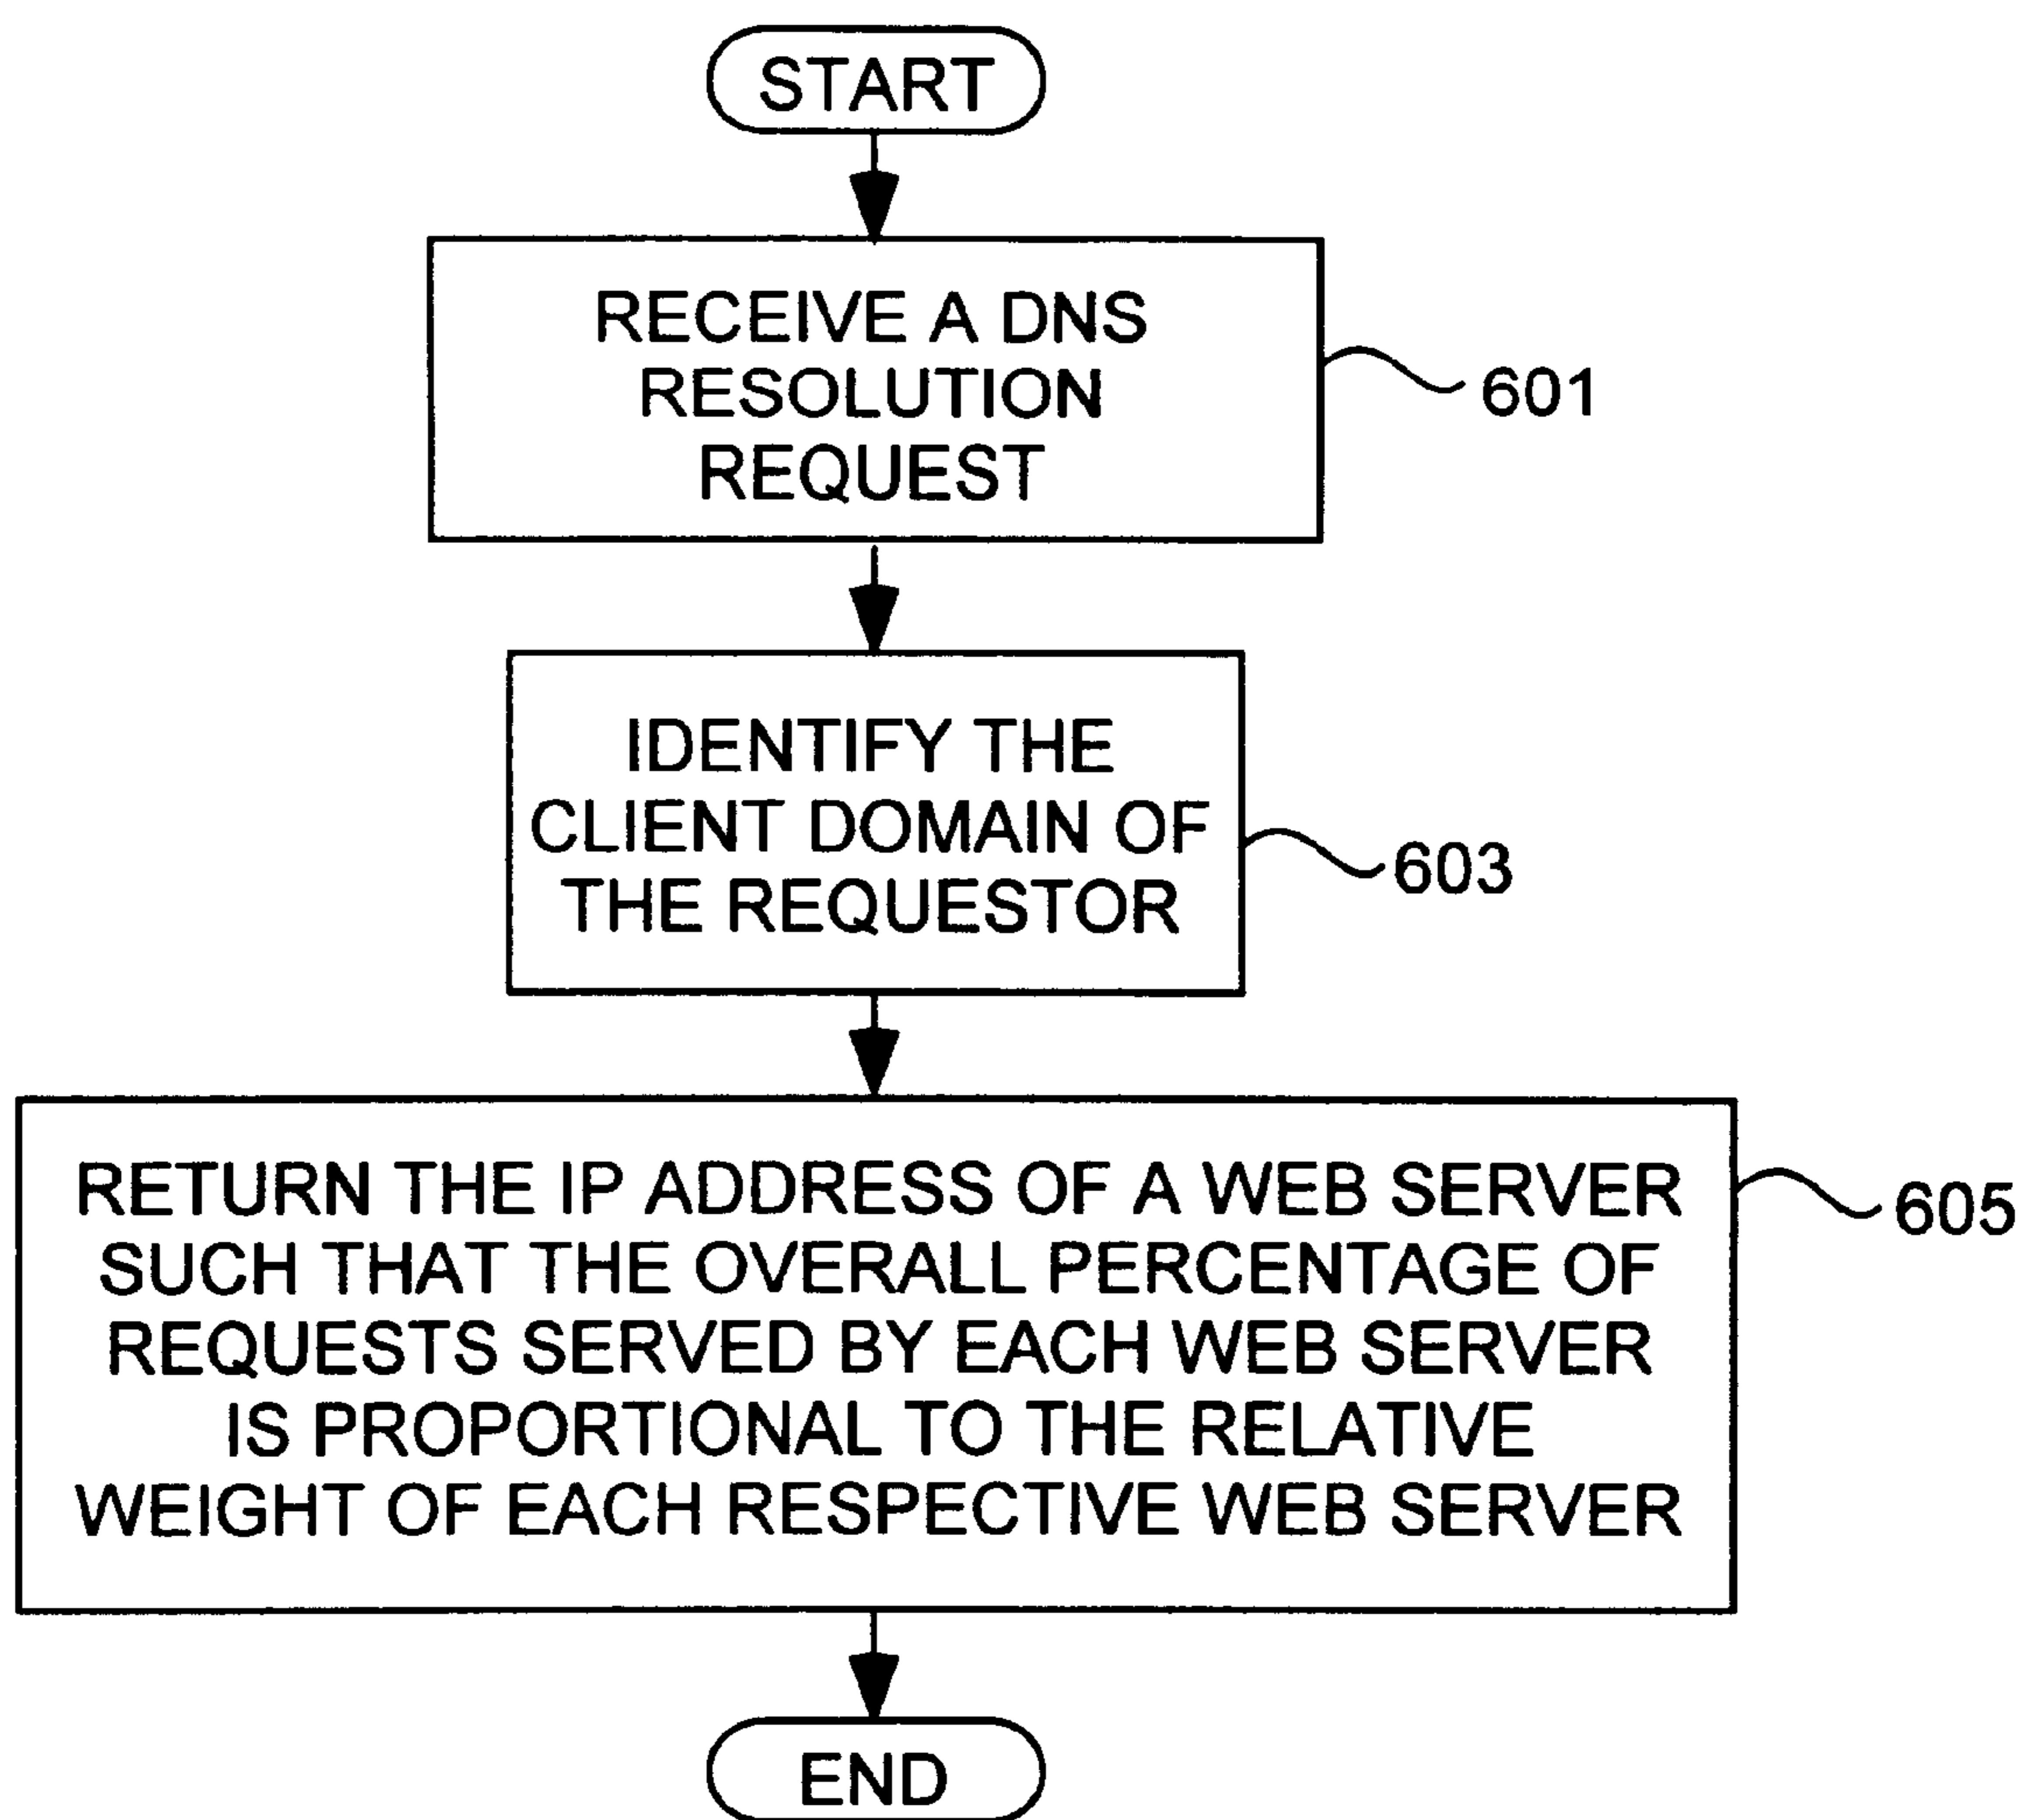 START
RECEIVE A DNS
RESOLUTION
REQUEST
601
IDENTIFY THE
CLIENT DOMAIN OF
THE REQUESTOR
603
RETURN THE IP ADDRESS OF A WEB SERVER
SUCH THAT THE OVERALL PERCENTAGE OF
REQUESTS SERVED BY EACH WEB SERVER
IS PROPORTIONAL TO THE RELATIVE
WEIGHT OF EACH RESPECTIVE WEB SERVER
605
END